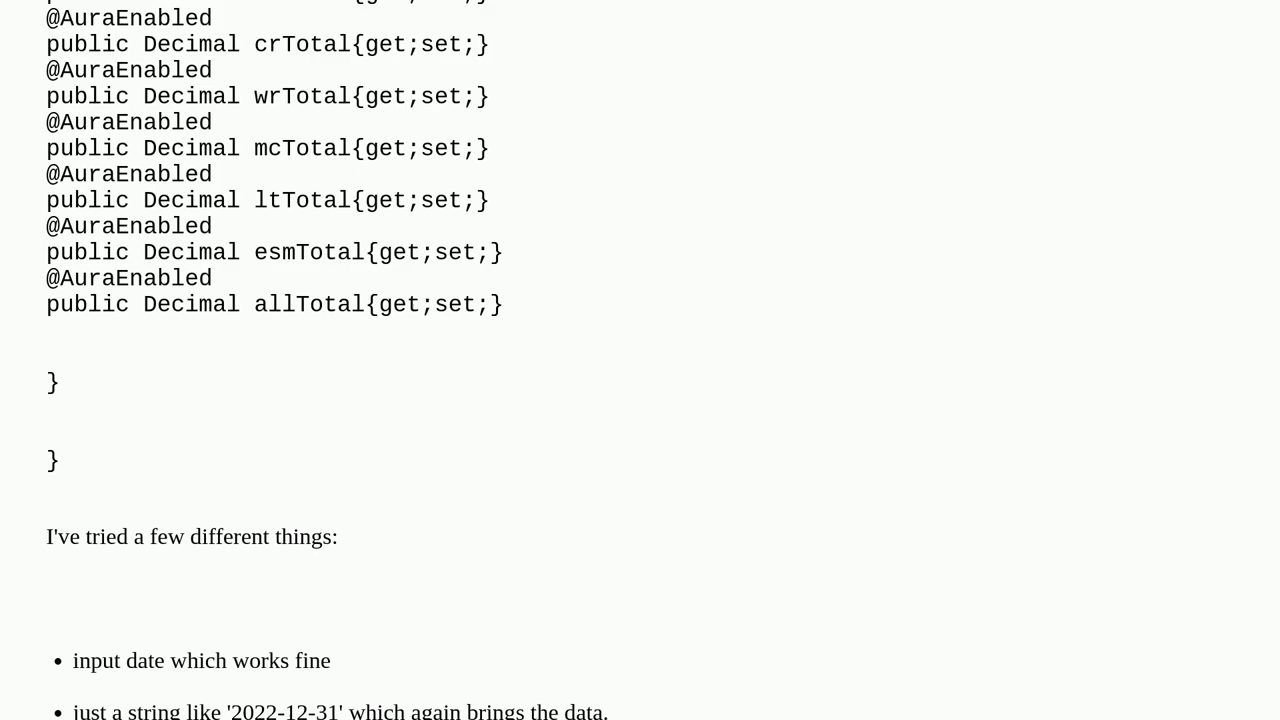 @AuraEnabled
public Decimal crTotal{get;set;}
@AuraEnabled
public Decimal wrTotal{get;set;}
@AuraEnabled
public Decimal mcTotal{get;set;}
@AuraEnabled
public Decimal ltTotal{get;set;}
@AuraEnabled
public Decimal esmTotal{get;set;}
@AuraEnabled
public Decimal allTotal{get;set;}
}
}
I've tried a few different things:
• input date which works fine
• just a string like '2022-12-31' which again brings the data.